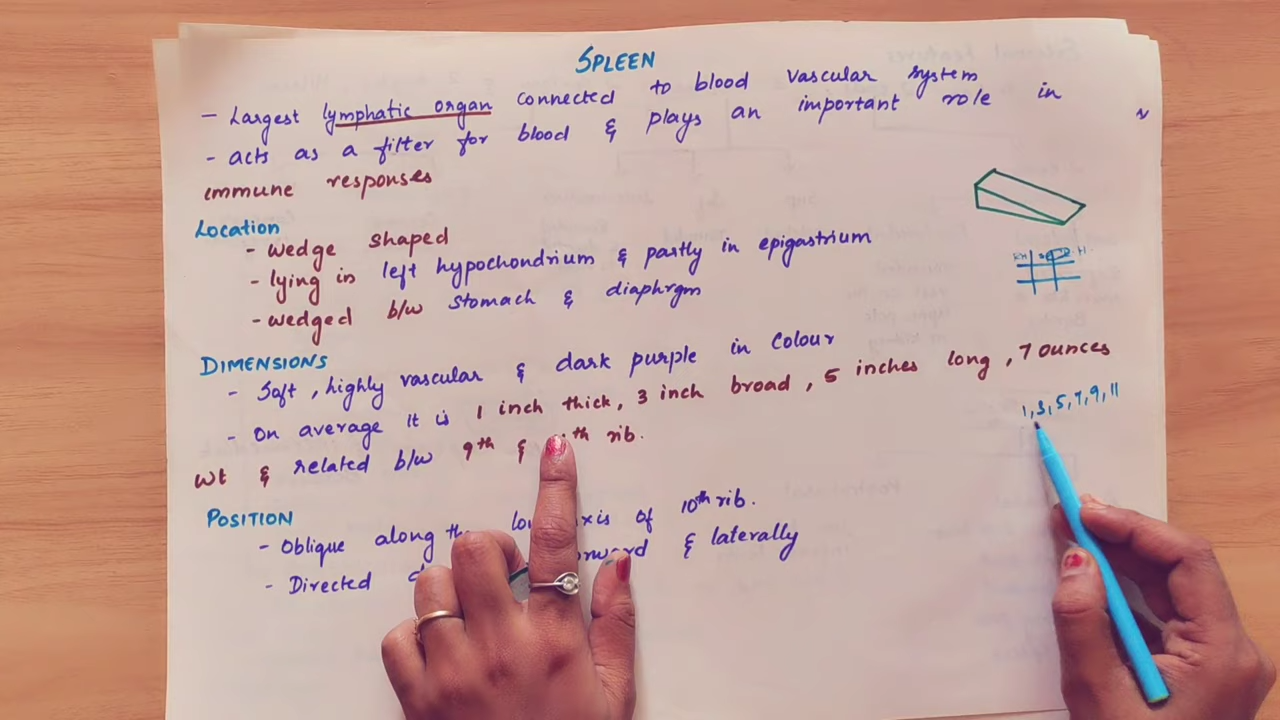 SPLEEN
- Largest lymphatic organ connected to blood vascular system
- acts as a filter for blood & plays an important role in
immune responses
Location
- wedge shaped
- lying in left hypochondrium & partly in epigastrium
- wedged b/w stomach & diaphrgm
DIMENSIONS
- Soft, highly vascular & dark purple in Colour
- On average it is 1 inch thick, 3 inch broad, 5 inches long, 7 ounces
wt & related b/w 9th & rib.
1, 3, 5, 7, 9, 11
POSITION
- Oblique along axis of 10th rib.
- Directed & laterally